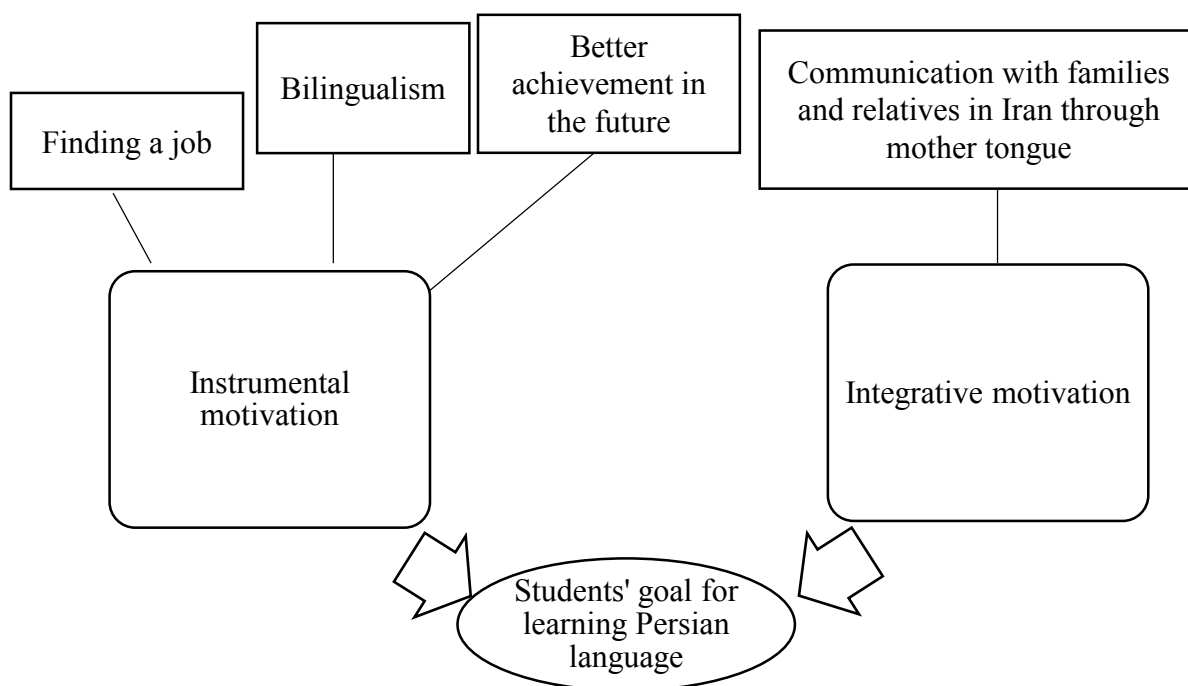 Finding a job
Bilingualism
Better
achievement in
the future
Communication with families
and relatives in Iran through
mother tongue
Instrumental
motivation
Integrative motivation
Students' goal for
learning Persian
language